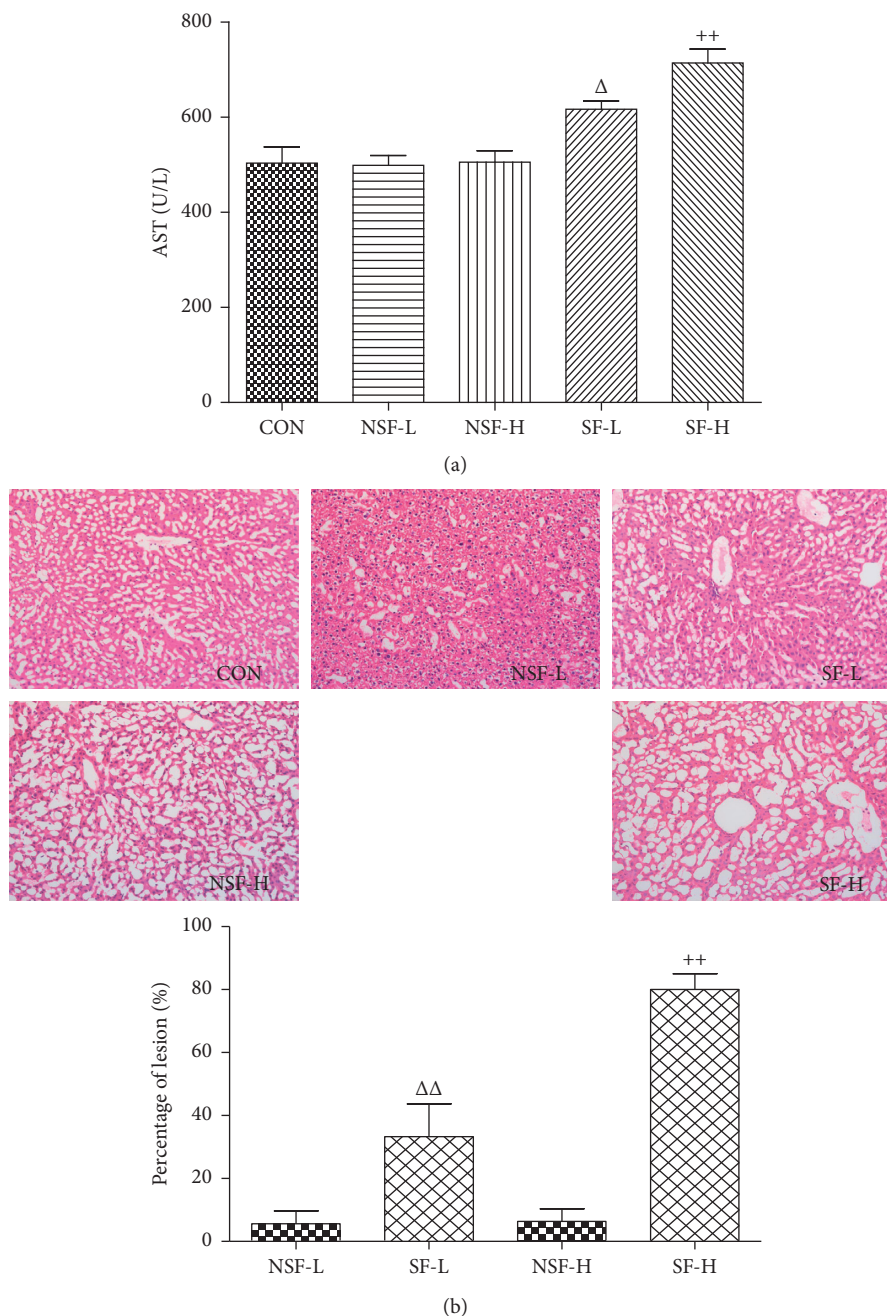 800
600
400
200
0
AST (U/L)
Δ
++
CON NSF-L NSF-H SF-L SF-H
(a)
CON NSF-L SF-L
NSF-H SF-H
100
80
60
40
20
0
Percentage of lesion (%)
ΔΔ
++
NSF-L SF-L NSF-H SF-H
(b)